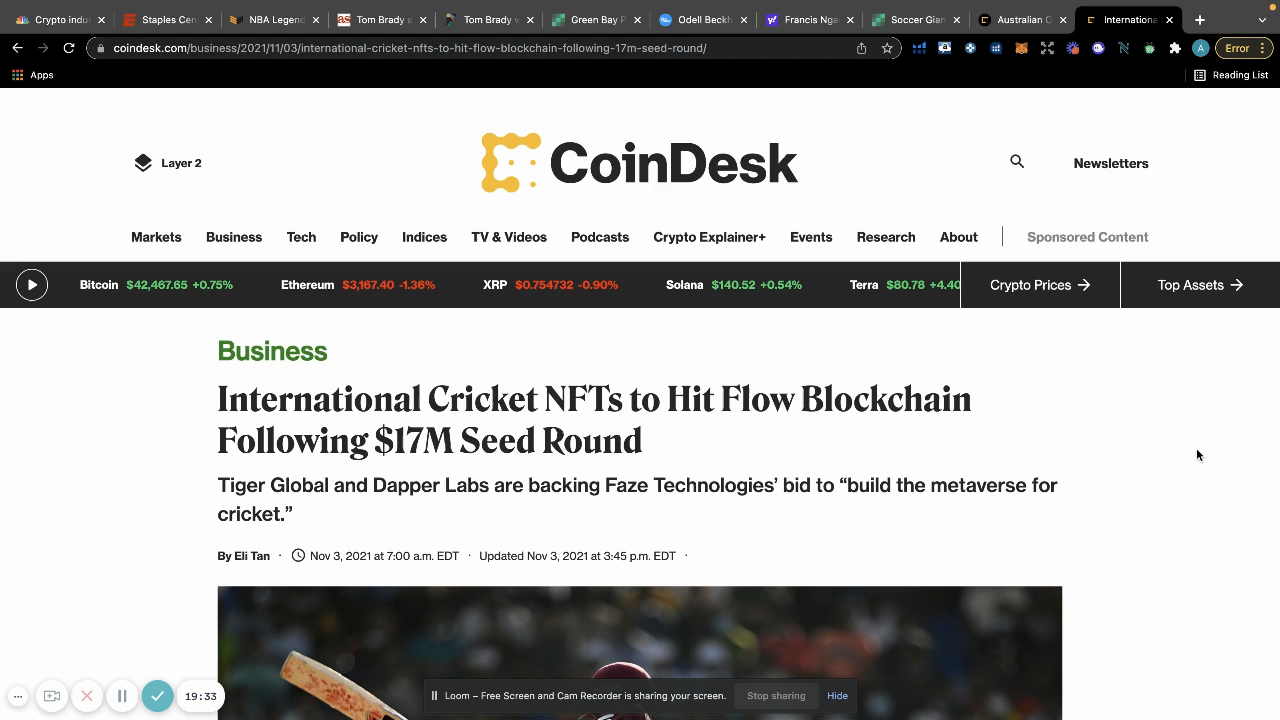 Crypto indus
Staples Cen
NBA Legend
Tom Brady a
Tom Brady w
Green Bay P
Odell Beckh
Francis Nga
Soccer Gian
Australian O
Internationa
coindesk.com/business/2021/11/03/international-cricket-nfts-to-hit-flow-blockchain-following-17m-seed-round/
A
Error
Apps
Reading List
Layer 2
CoinDesk
Newsletters
Markets Business Tech Policy Indices TV & Videos Podcasts Crypto Explainer+ Events Research About Sponsored Content
Bitcoin $42,467.65 +0.75% Ethereum $3,167.40 -1.36% XRP $0.754732 -0.90% Solana $140.52 +0.54% Terra $80.78 +4.40 Crypto Prices → Top Assets →
Business
International Cricket NFTs to Hit Flow Blockchain
Following $17M Seed Round
Tiger Global and Dapper Labs are backing Faze Technologies’ bid to “build the metaverse for
cricket.”
By Eli Tan · Nov 3, 2021 at 7:00 a.m. EDT · Updated Nov 3, 2021 at 3:45 p.m. EDT ·
19:33
Loom – Free Screen and Cam Recorder is sharing your screen. Stop sharing Hide